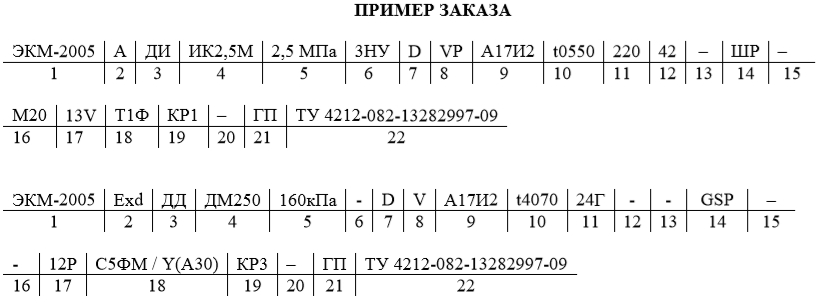 ПРИМЕР ЗАКАЗА
ЭКМ-2005 А ДИ ИК2,5М 2,5 МПа ЗНУ D VP А17И2 t0550 220 42 – ШР –
1 2 3 4 5 6 7 8 9 10 11 12 13 14 15
М20 13V Т1Ф КР1 – ГП ТУ 4212-082-13282997-09
16 17 18 19 20 21 22
ЭКМ-2005 Exd ДД ДМ250 160кПа - D V А17И2 t4070 24Г - - GSP –
1 2 3 4 5 6 7 8 9 10 11 12 13 14 15
- 12Р С5ФМ / Y(А30) КР3 – ГП ТУ 4212-082-13282997-09
16 17 18 19 20 21 22